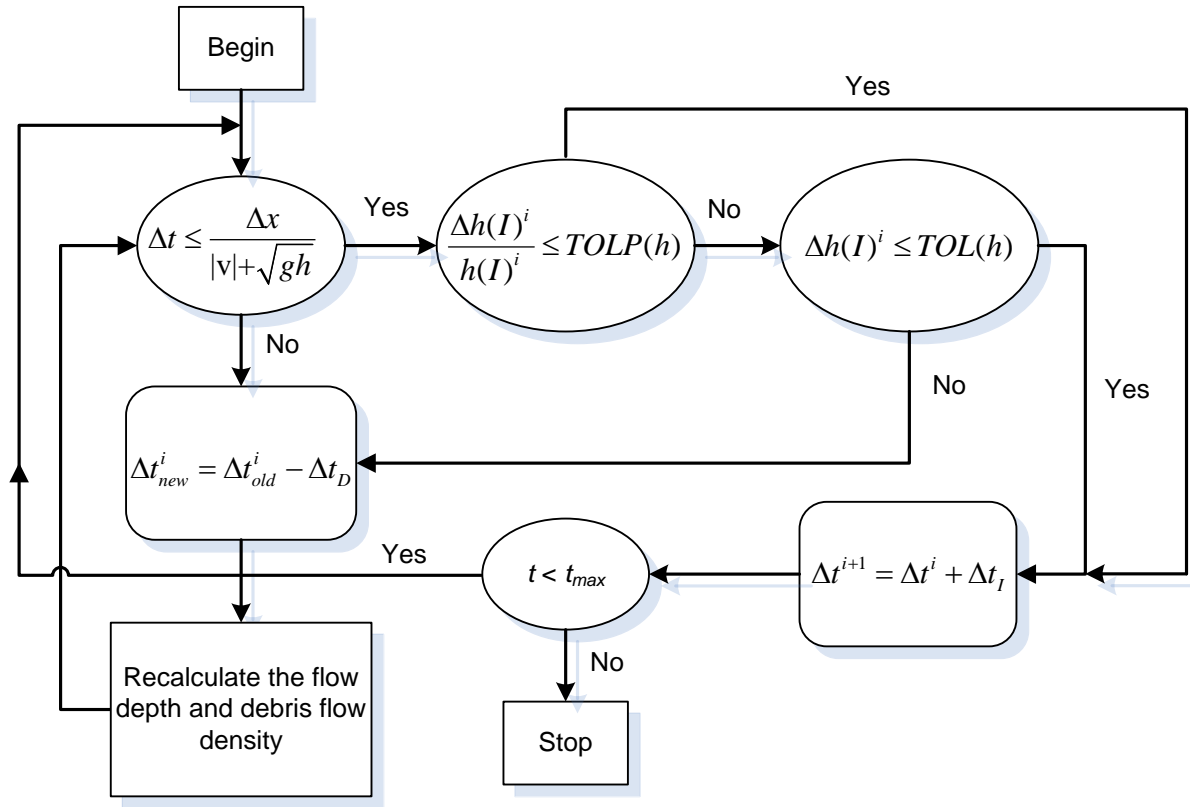 Begin
Yes
Δt ≤ Δx / (|v|+√gh)
Yes
Δh(I)^i / h(I)^i ≤ TOLP(h)
No
Δh(I)^i ≤ TOL(h)
No
No
Yes
Δt^i_new = Δt^i_old − Δt_D
Yes
t < t_max
Δt^{i+1} = Δt^i + Δt_I
No
Recalculate the flow
depth and debris flow
density
Stop